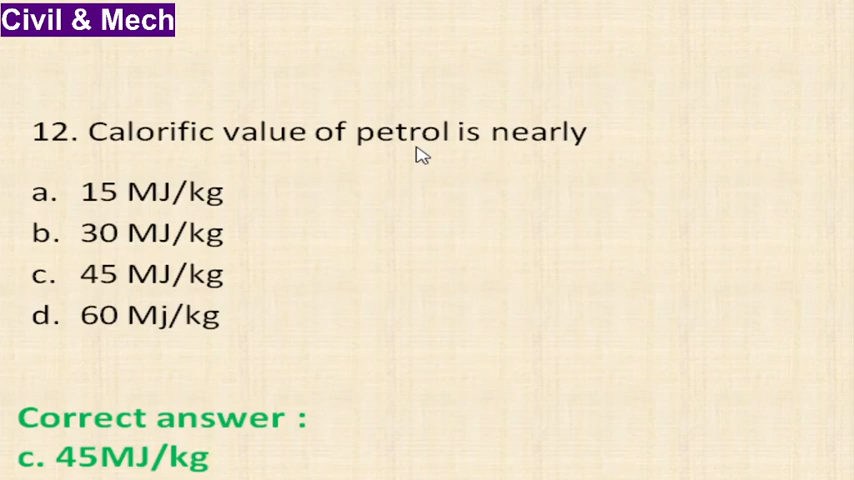 Civil & Mech
12. Calorific value of petrol is nearly
a. 15 MJ/kg
b. 30 MJ/kg
c. 45 MJ/kg
d. 60 Mj/kg
Correct answer :
c. 45MJ/kg